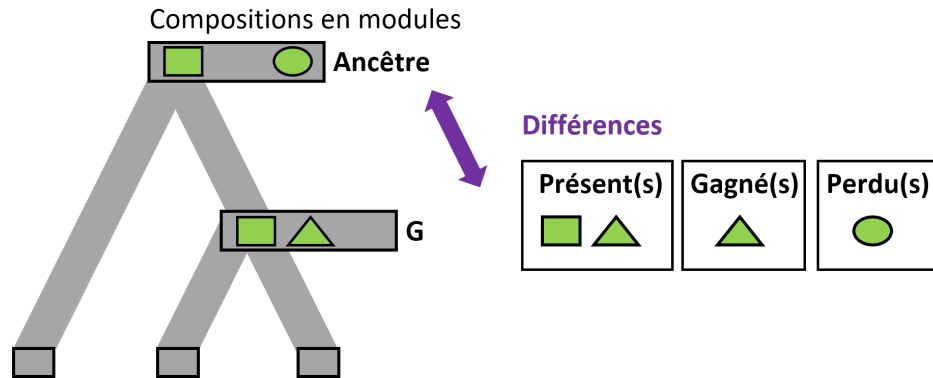 Compositions en modules
Ancêtre
Différences
Présent(s) Gagné(s) Perdu(s)
G